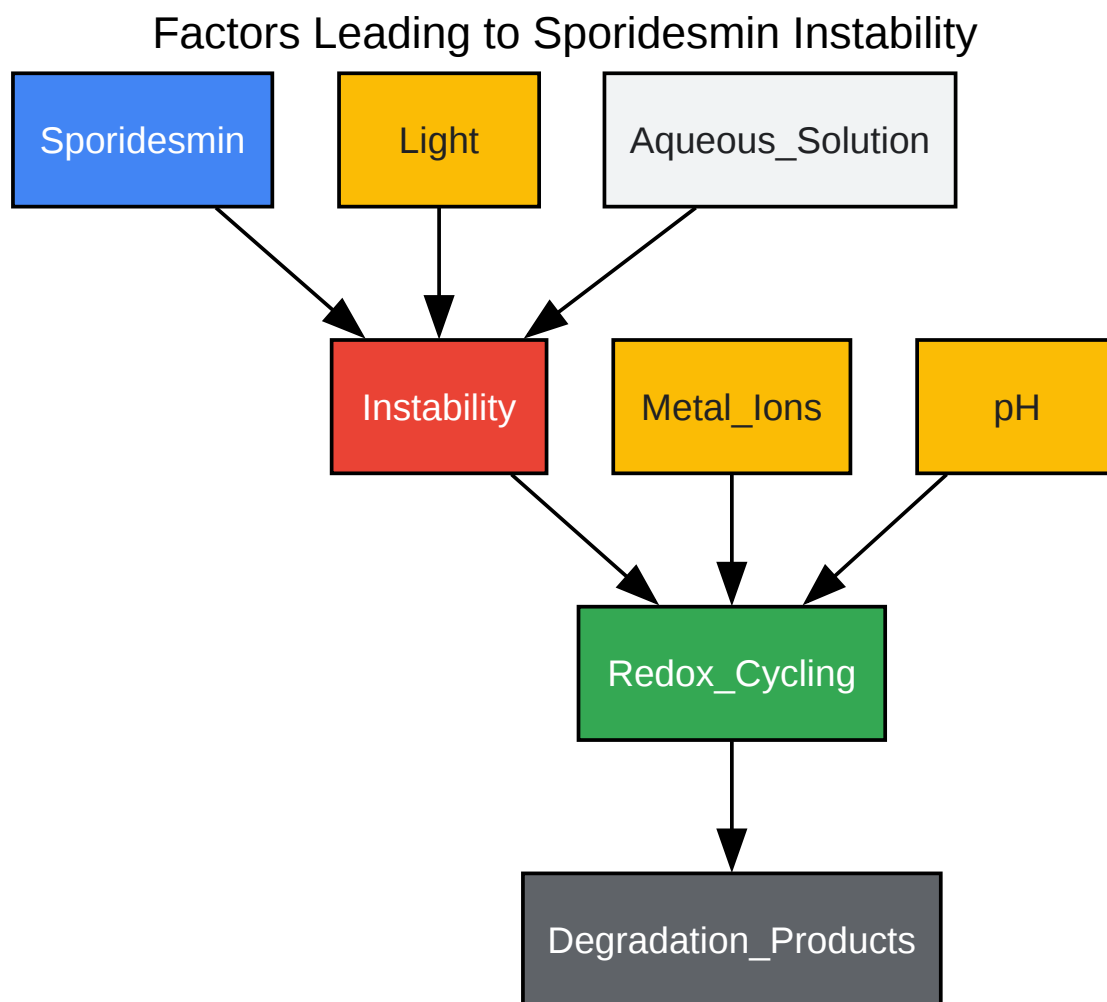 Factors Leading to Sporidesmin Instability
Sporidesmin
Light
Aqueous_Solution
Instability
Metal_Ions
pH
Redox_Cycling
Degradation_Products